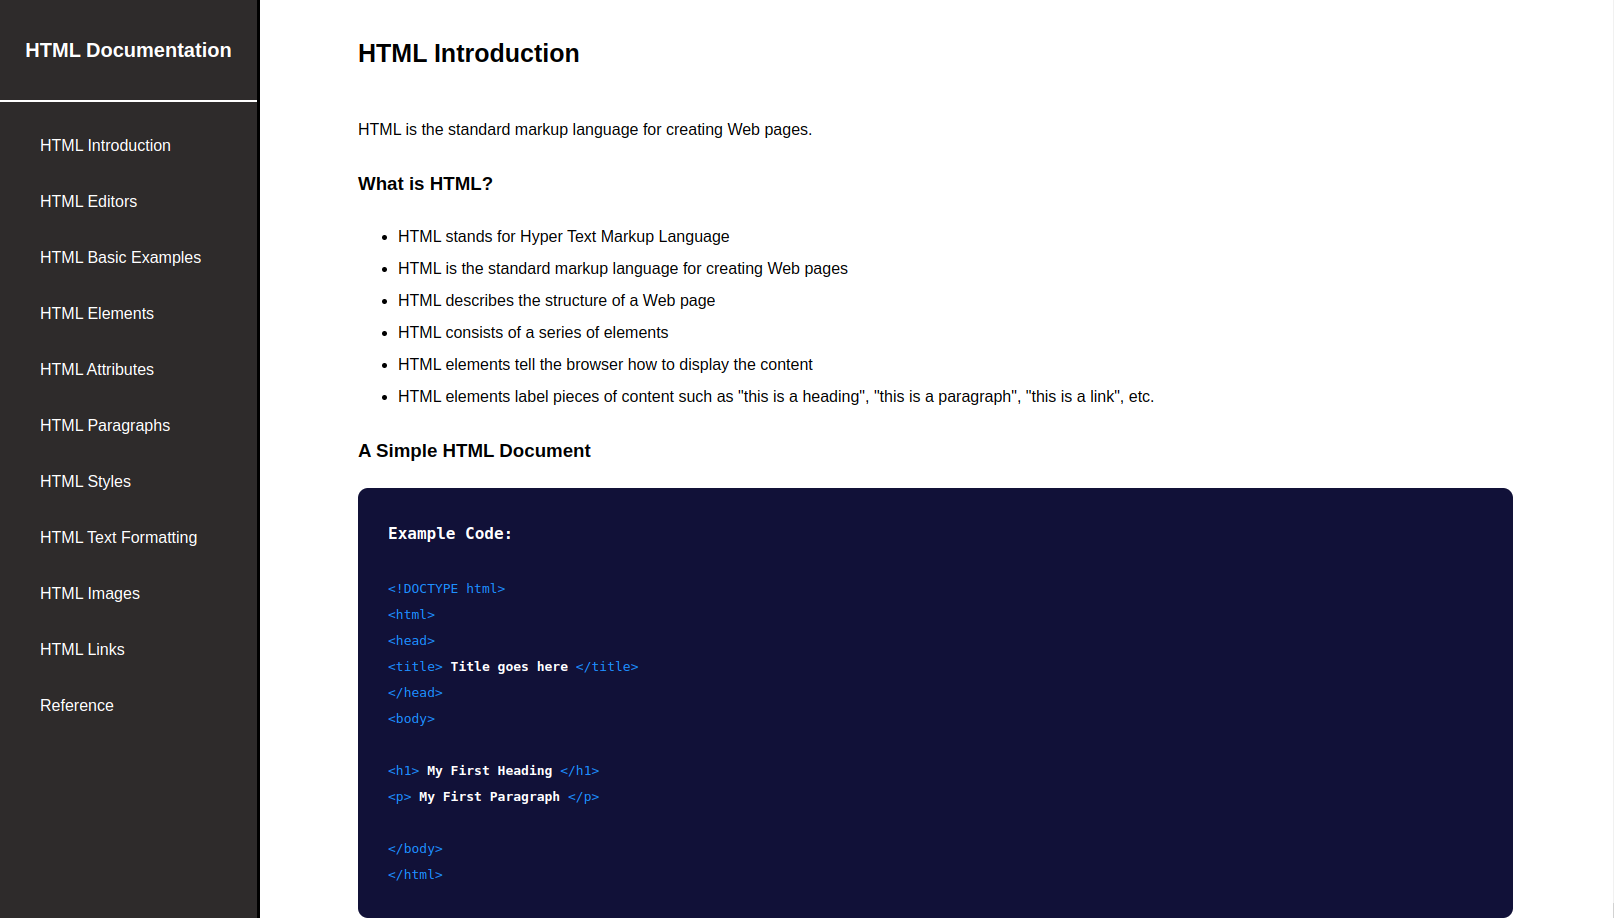 HTML Documentation
HTML Introduction
HTML Editors
HTML Basic Examples
HTML Elements
HTML Attributes
HTML Paragraphs
HTML Styles
HTML Text Formatting
HTML Images
HTML Links
Reference
HTML Introduction
HTML is the standard markup language for creating Web pages.
What is HTML?
HTML stands for Hyper Text Markup Language
HTML is the standard markup language for creating Web pages
HTML describes the structure of a Web page
HTML consists of a series of elements
HTML elements tell the browser how to display the content
HTML elements label pieces of content such as "this is a heading", "this is a paragraph", "this is a link", etc.
A Simple HTML Document
Example Code:
<!DOCTYPE html>
<html>
<head>
<title> Title goes here </title>
</head>
<body>
<h1> My First Heading </h1>
<p> My First Paragraph </p>
</body>
</html>